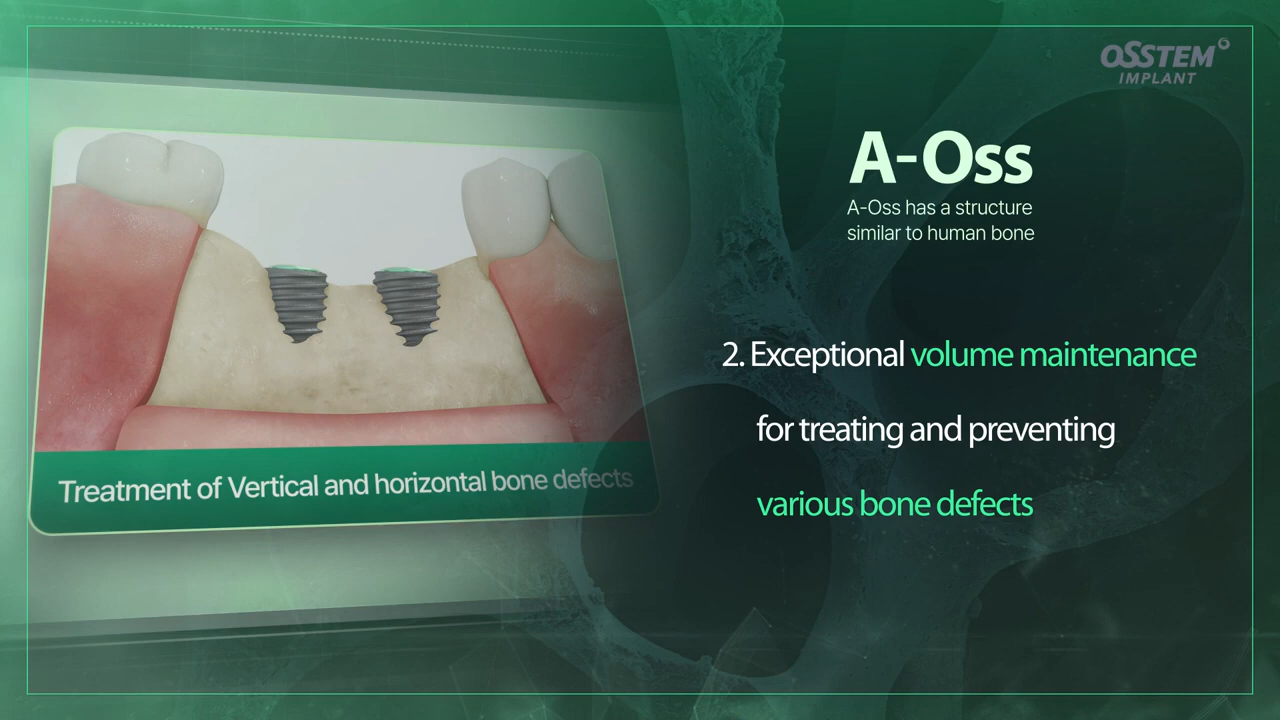 OSSTEM
IMPLANT
A-Oss
A-Oss has a structure
similar to human bone
2. Exceptional volume maintenance
for treating and preventing
various bone defects
Treatment of Vertical and horizontal bone defects